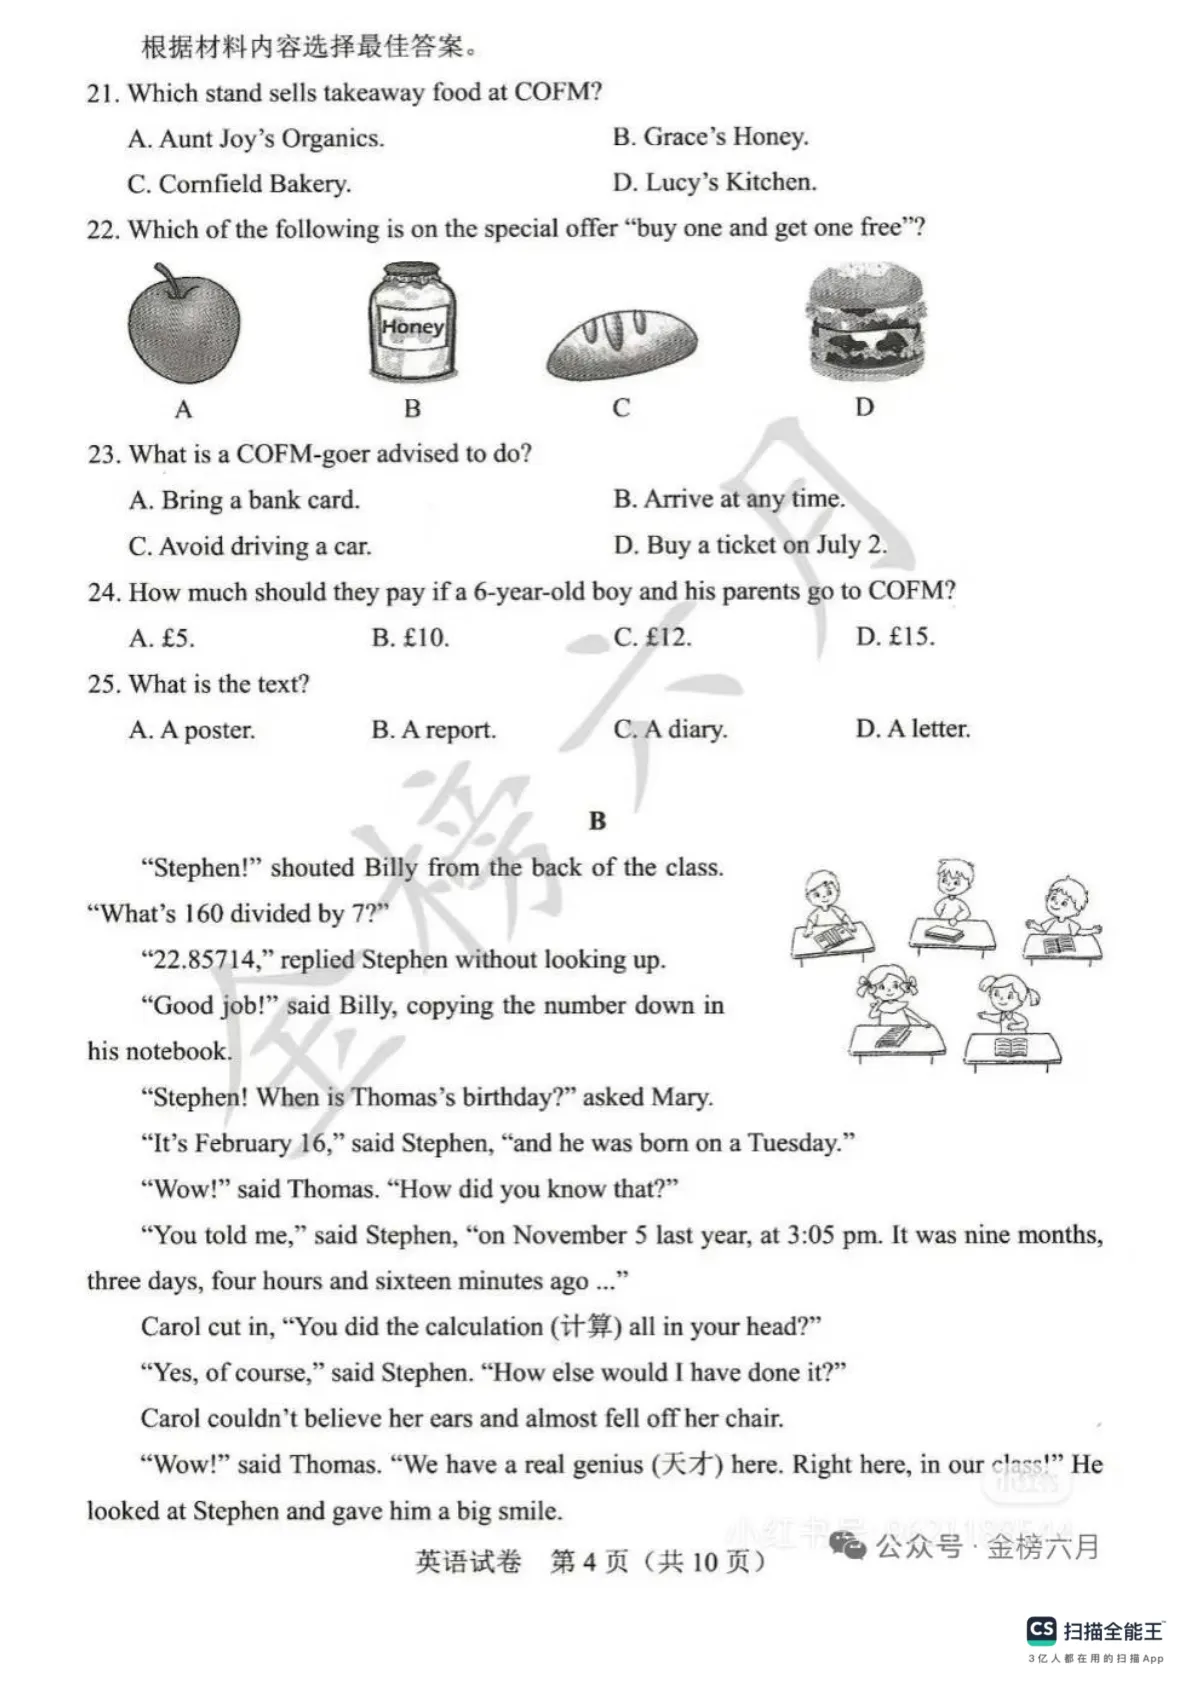 根据材料内容选择最佳答案。
21. Which stand sells takeaway food at COFM?
A. Aunt Joy's Organics. B. Grace's Honey.
C. Cornfield Bakery. D. Lucy's Kitchen.
22. Which of the following is on the special offer “buy one and get one free”?
Honey
A B C D
23. What is a COFM-goer advised to do?
A. Bring a bank card. B. Arrive at any time.
C. Avoid driving a car. D. Buy a ticket on July 2.
24. How much should they pay if a 6-year-old boy and his parents go to COFM?
A. £5. B. £10. C. £12. D. £15.
25. What is the text?
A. A poster. B. A report. C. A diary. D. A letter.
B
“Stephen!” shouted Billy from the back of the class.
“What's 160 divided by 7?”
“22.85714,” replied Stephen without looking up.
“Good job!” said Billy, copying the number down in
his notebook.
“Stephen! When is Thomas's birthday?” asked Mary.
“It's February 16,” said Stephen, “and he was born on a Tuesday.”
“Wow!” said Thomas. “How did you know that?”
“You told me,” said Stephen, “on November 5 last year, at 3:05 pm. It was nine months,
three days, four hours and sixteen minutes ago ...”
Carol cut in, “You did the calculation (计算) all in your head?”
“Yes, of course,” said Stephen. “How else would I have done it?”
Carol couldn't believe her ears and almost fell off her chair.
“Wow!” said Thomas. “We have a real genius (天才) here. Right here, in our class!” He
looked at Stephen and gave him a big smile.
英语试卷 第 4 页（共 10 页）
公众号·金榜六月
金榜六月
小红书号
CS 扫描全能王™
3亿人都在用的扫描App